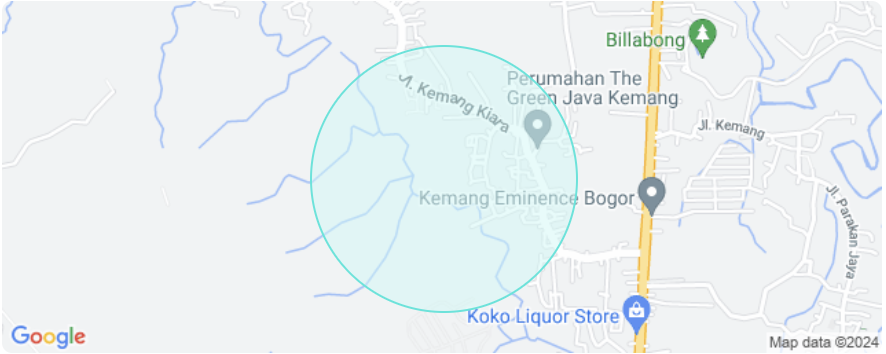 Billabong
Perumahan The
Green Java Kemang
Jl. Kemang Kiara
Jl. Kemang
Kemang Eminence Bogor
Jl. Parakan Jaya
Koko Liquor Store
Google
Map data ©2024